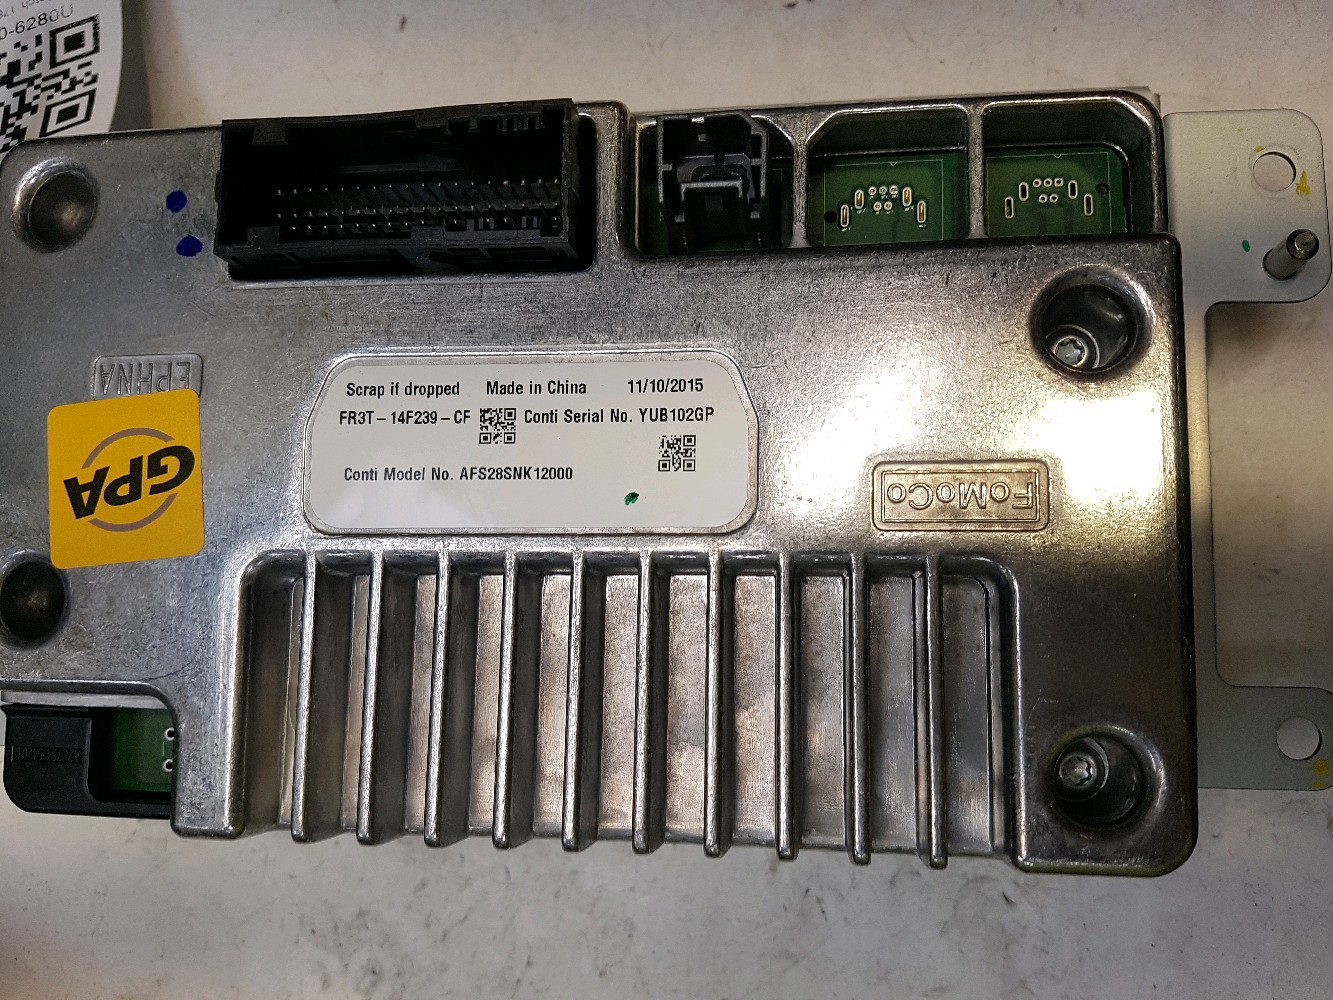 0-6280U
Scrap if dropped Made in China 11/10/2015
FR3T-14F239-CF Conti Serial No. YUB102GP
Conti Model No. AFS28SNK12000
EPHNA
GPA
FoMoCo